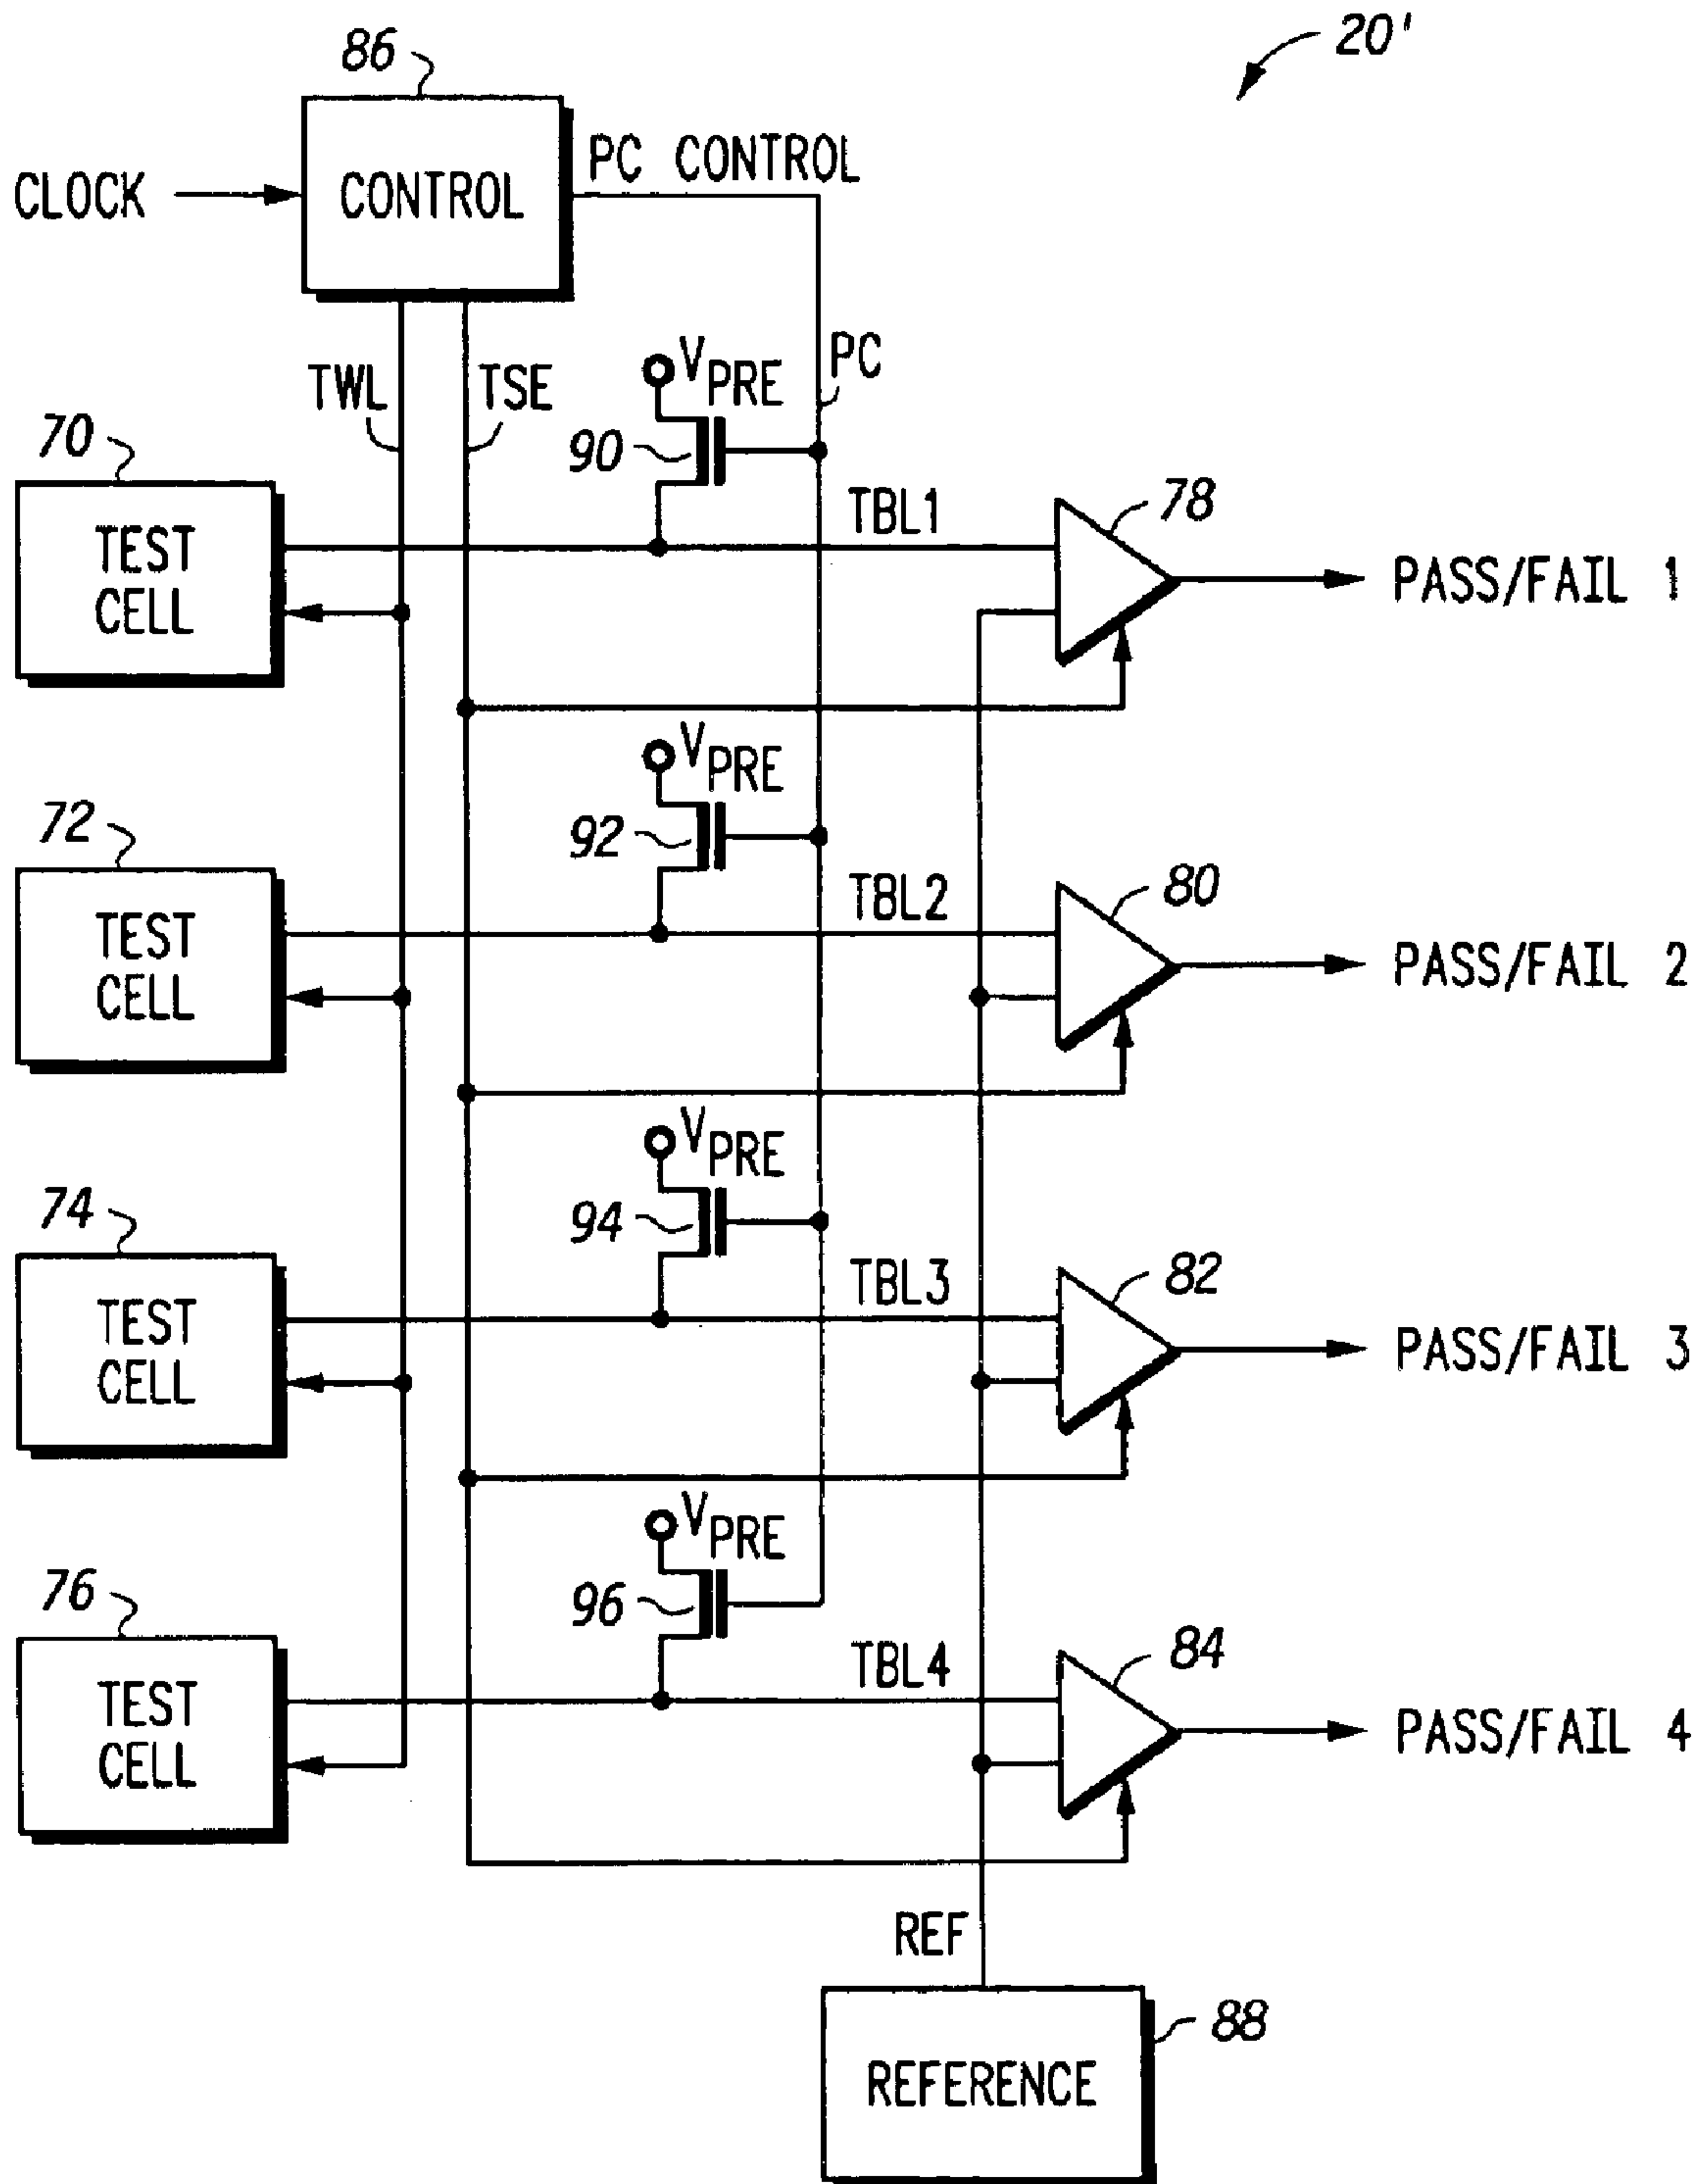 20'
86
PC CONTROL
CLOCK
CONTROL
VPRE
PC
TWL
TSE
70
90
TEST
CELL
TBL1
78
PASS/FAIL 1
VPRE
72
92
TEST
CELL
TBL2
80
PASS/FAIL 2
VPRE
74
94
TEST
CELL
TBL3
82
PASS/FAIL 3
VPRE
76
96
TEST
CELL
TBL4
84
PASS/FAIL 4
REF
88
REFERENCE